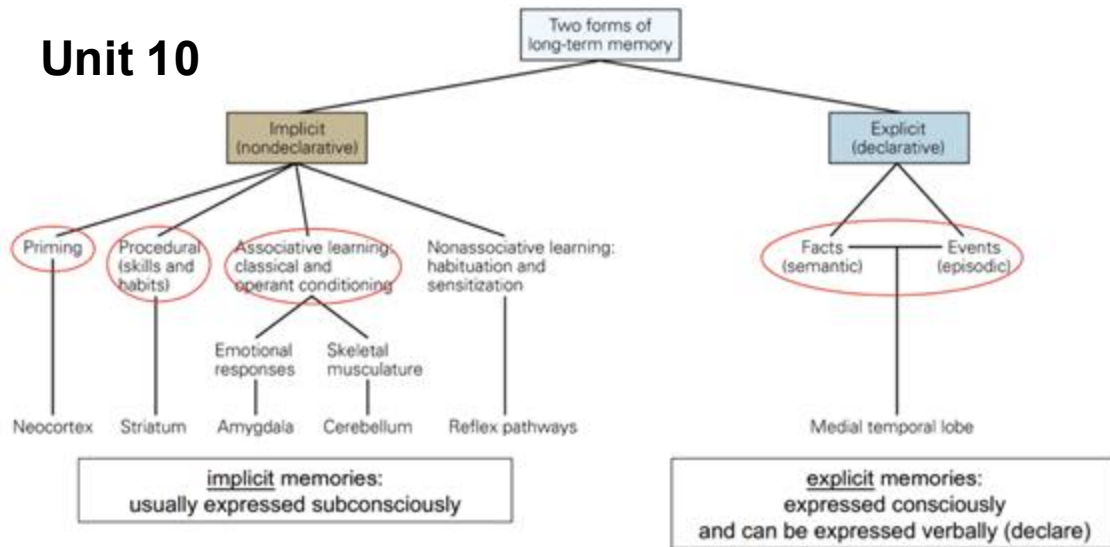 Unit 10
Two forms of
long-term memory
Implicit
(nondeclarative)
Explicit
(declarative)
Priming
Procedural
(skills and
habits)
Associative learning:
classical and
operant conditioning
Nonassociative learning:
habituation and
sensitization
Facts
(semantic)
Events
(episodic)
Emotional
responses
Skeletal
musculature
Neocortex
Striatum
Amygdala
Cerebellum
Reflex pathways
Medial temporal lobe
implicit memories:
usually expressed subconsciously
explicit memories:
expressed consciously
and can be expressed verbally (declare)